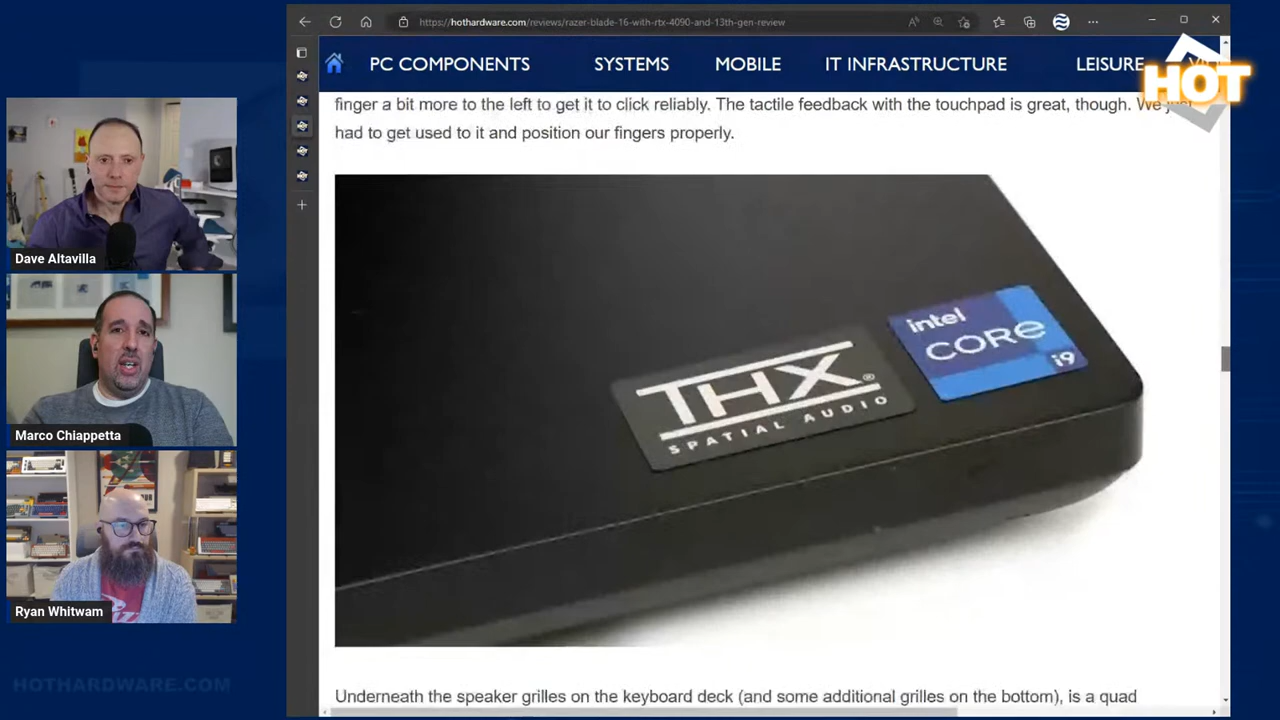 https://hothardware.com/reviews/razer-blade-16-with-rtx-4090-and-13th-gen-review
HOT
PC COMPONENTS SYSTEMS MOBILE IT INFRASTRUCTURE LEISURE
finger a bit more to the left to get it to click reliably. The tactile feedback with the touchpad is great, though. We just
had to get used to it and position our fingers properly.
Dave Altavilla
intel
CORE
i9
THX®
SPATIAL AUDIO
Marco Chiappetta
Ryan Whitwam
HOTHARDWARE.COM
Underneath the speaker grilles on the keyboard deck (and some additional grilles on the bottom), is a quad